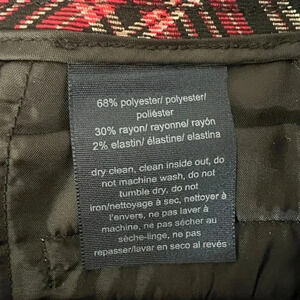 68% polyester/ polyester/
poliéster
30% rayon/ rayonne/ rayón
2% elastin/ élastine/ elastina
dry clean, clean inside out, do
not machine wash, do not
tumble dry, do not
iron/nettoyage à sec, nettoyer à
l'envers, ne pas laver à
machine, ne pas sécher au
sèche-linge, ne pas
repasser/lavar en seco al revés